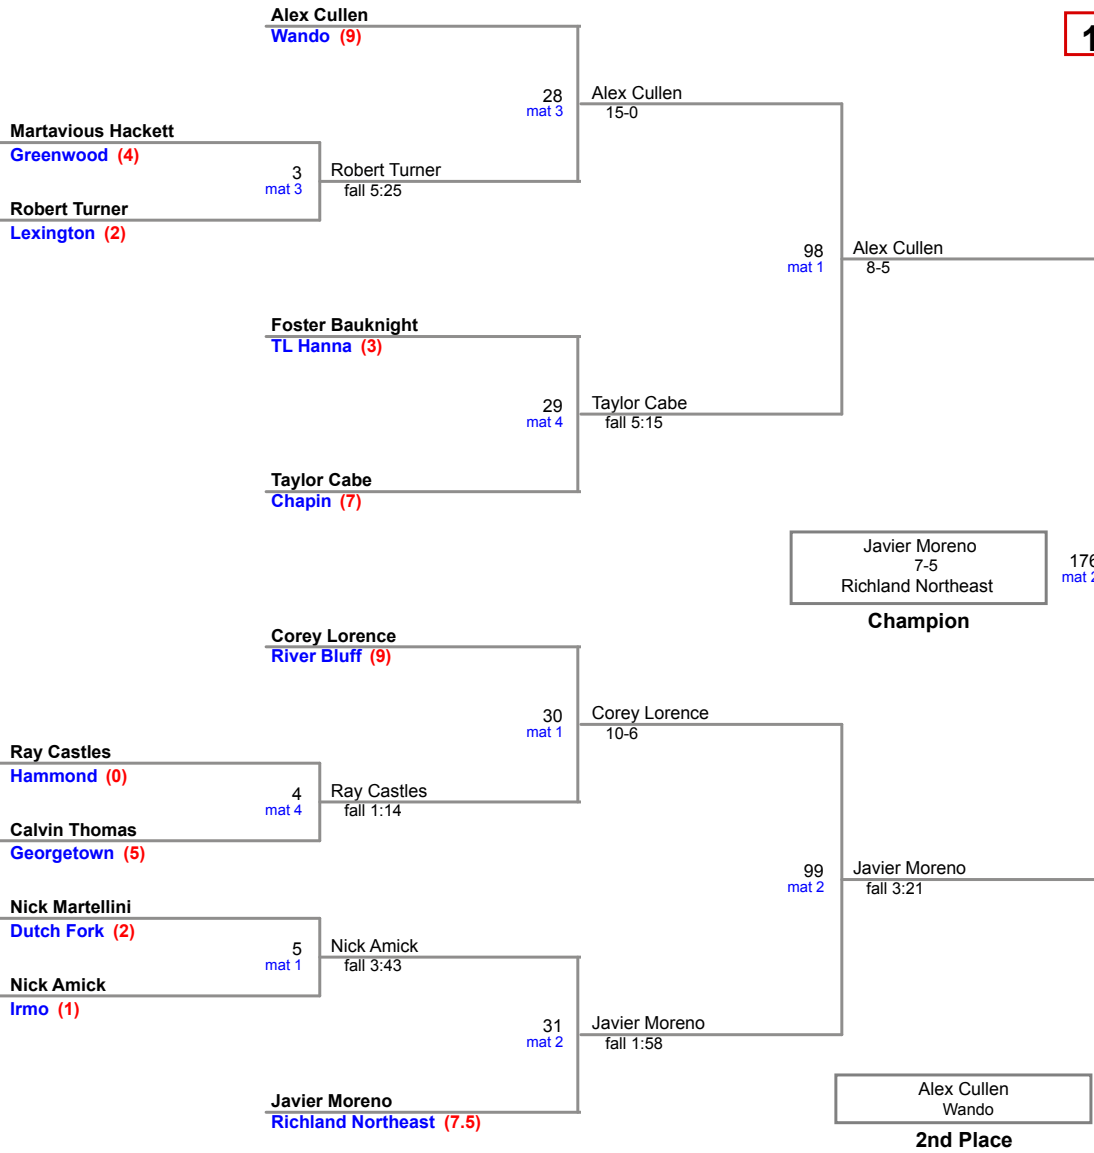 Alex Cullen
Wando (9)
1
28
mat 3
Alex Cullen
15-0
Martavious Hackett
Greenwood (4)
3
mat 3
Robert Turner
fall 5:25
Robert Turner
Lexington (2)
98
mat 1
Alex Cullen
8-5
Foster Bauknight
TL Hanna (3)
29
mat 4
Taylor Cabe
fall 5:15
Taylor Cabe
Chapin (7)
Javier Moreno
7-5
Richland Northeast
176
mat 2
Champion
Corey Lorence
River Bluff (9)
30
mat 1
Corey Lorence
10-6
Ray Castles
Hammond (0)
4
mat 4
Ray Castles
fall 1:14
Calvin Thomas
Georgetown (5)
99
mat 2
Javier Moreno
fall 3:21
Nick Martellini
Dutch Fork (2)
5
mat 1
Nick Amick
fall 3:43
Nick Amick
Irmo (1)
31
mat 2
Javier Moreno
fall 1:58
Javier Moreno
Richland Northeast (7.5)
Alex Cullen
Wando
2nd Place